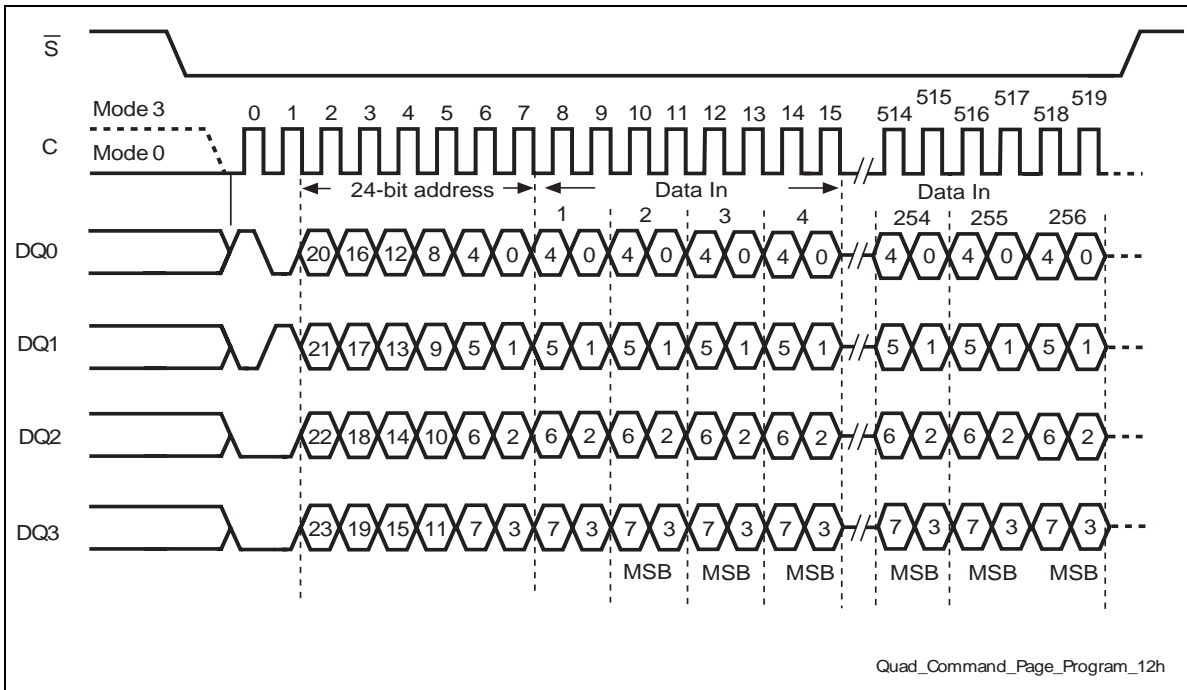 S
Mode 3
0 1 2 3 4 5 6 7 8 9 10 11 12 13 14 15 514 515 516 517 518 519
C
Mode 0
24-bit address Data In Data In
1 2 3 4 254 255 256
DQ0 20 16 12 8 4 0 4 0 4 0 4 0 4 0 4 0 4 0 4 0
DQ1 21 17 13 9 5 1 5 1 5 1 5 1 5 1 5 1 5 1 5 1
DQ2 22 18 14 10 6 2 6 2 6 2 6 2 6 2 6 2 6 2 6 2
DQ3 23 19 15 11 7 3 7 3 7 3 7 3 7 3 7 3 7 3 7 3
MSB MSB MSB MSB MSB MSB
Quad_Command_Page_Program_12h